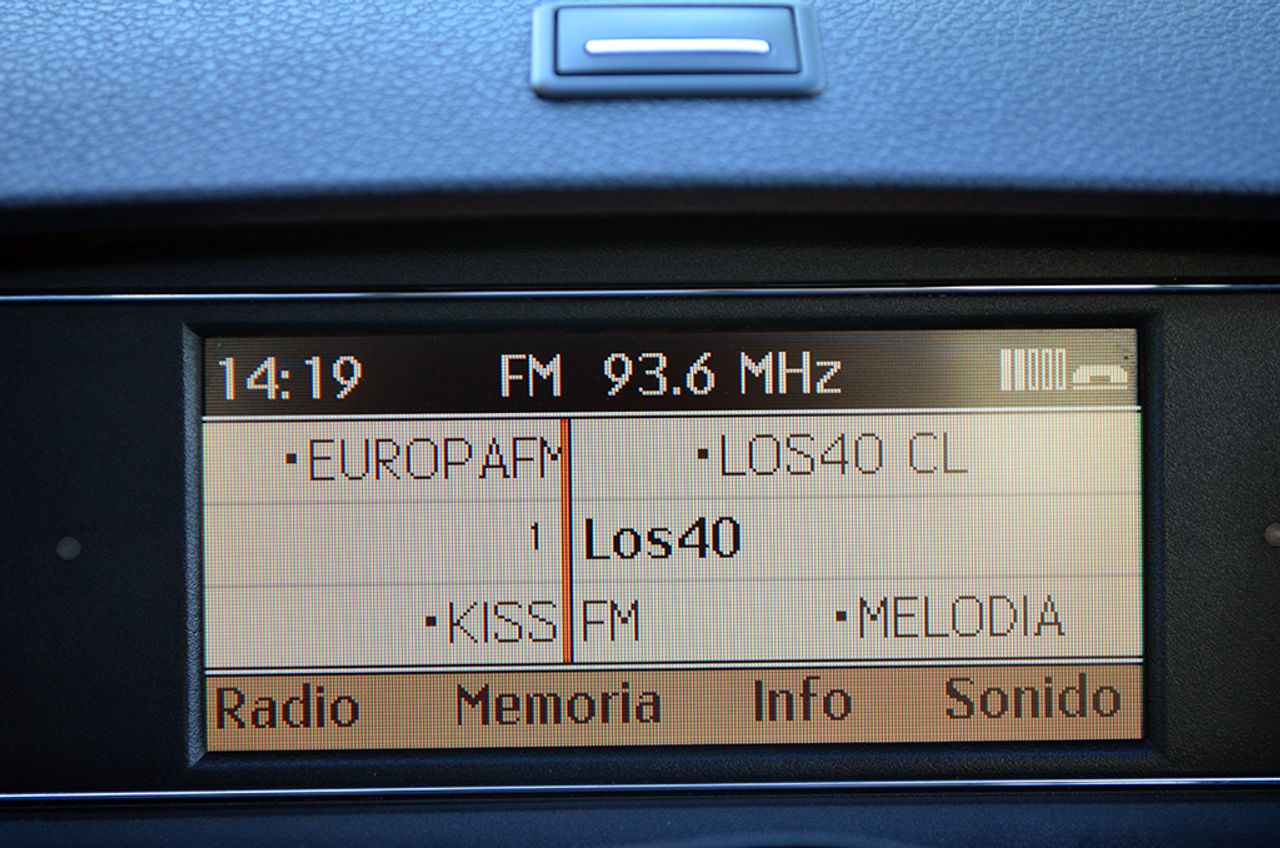 14:19 FM 93.6 MHz
·EUROPAFM ·LOS40 CL
1 Los40
·KISS FM ·MELODIA
Radio Memoria Info Sonido